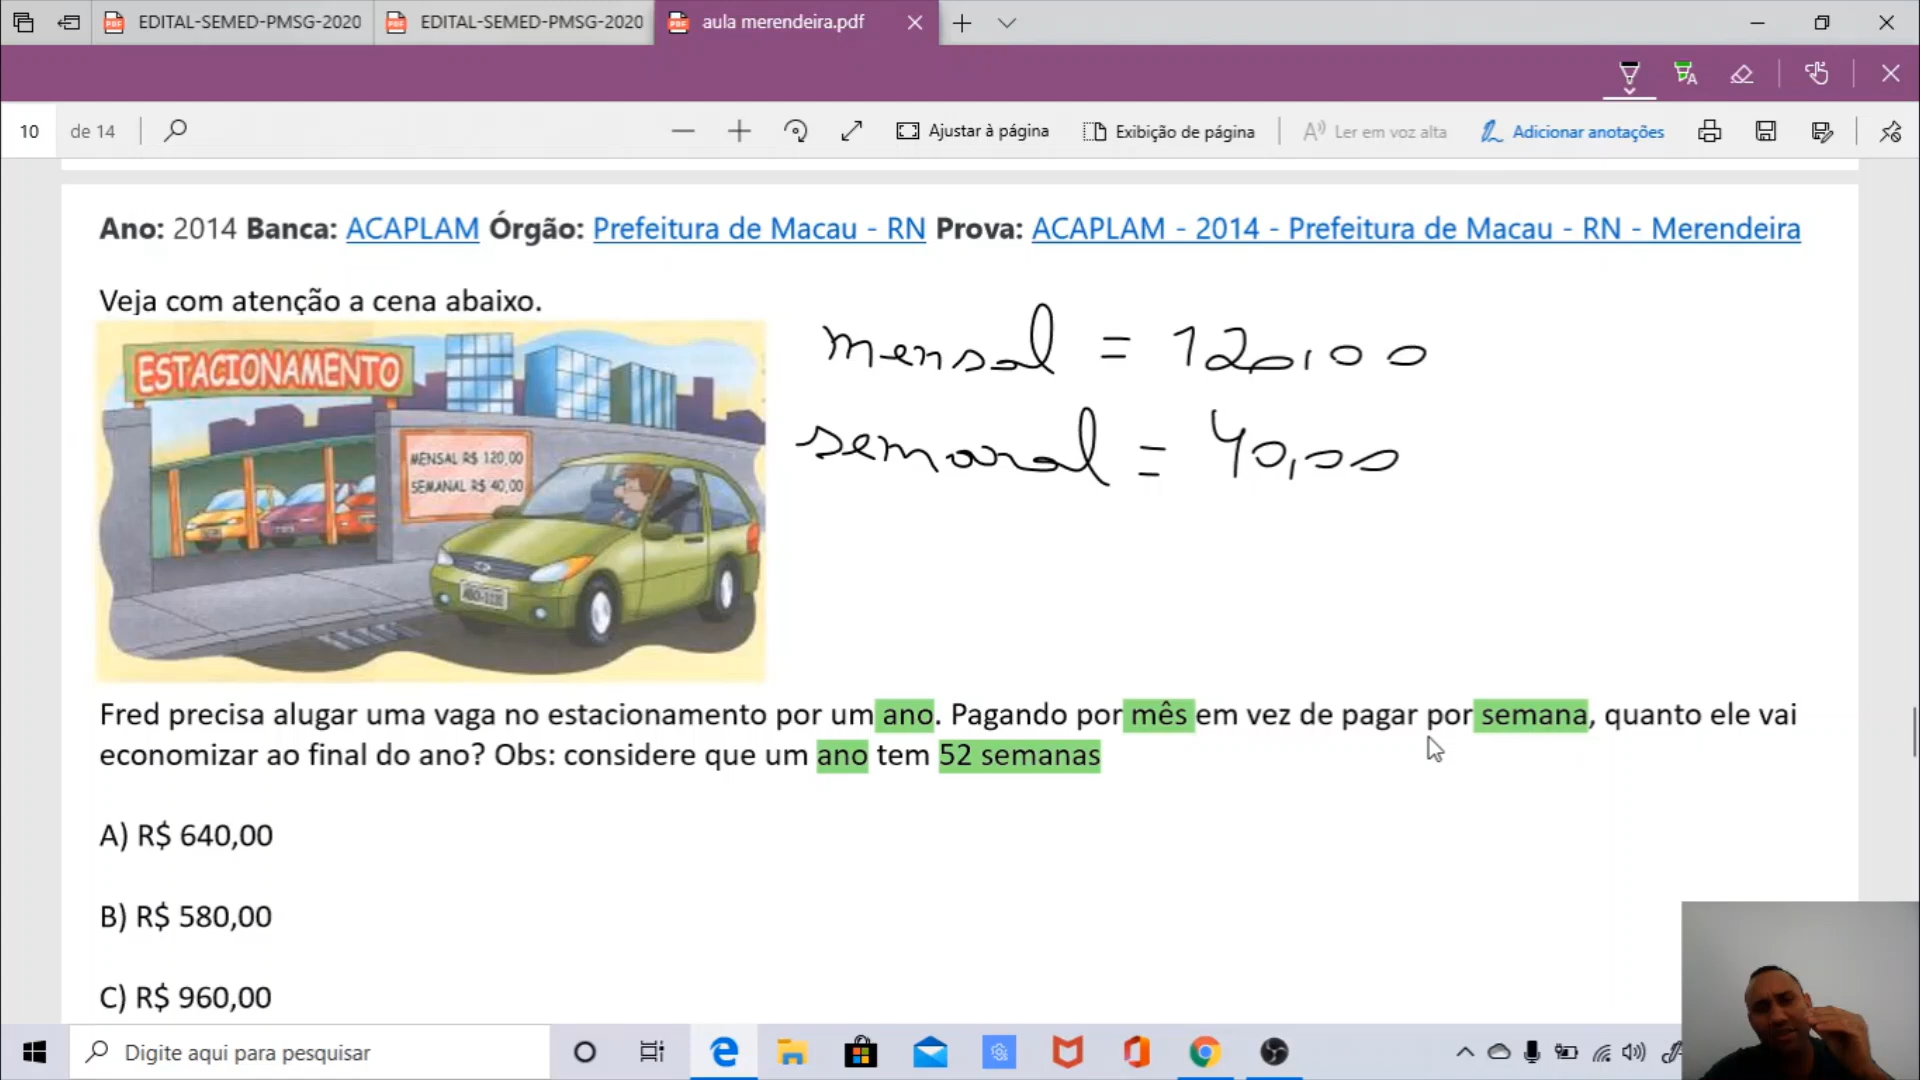 EDITAL-SEMED-PMSG-2020
EDITAL-SEMED-PMSG-2020
aula merendeira.pdf
10 de 14
Ajustar à página
Exibição de página
Ler em voz alta
Adicionar anotações
Ano: 2014 Banca: ACAPLAM Órgão: Prefeitura de Macau - RN Prova: ACAPLAM - 2014 - Prefeitura de Macau - RN - Merendeira
Veja com atenção a cena abaixo.
ESTACIONAMENTO
MENSAL R$ 120,00
SEMANAL R$ 40,00
mensal = 120,00
semanal = 40,00
Fred precisa alugar uma vaga no estacionamento por um ano. Pagando por mês em vez de pagar por semana, quanto ele vai
economizar ao final do ano? Obs: considere que um ano tem 52 semanas
A) R$ 640,00
B) R$ 580,00
C) R$ 960,00
Digite aqui para pesquisar